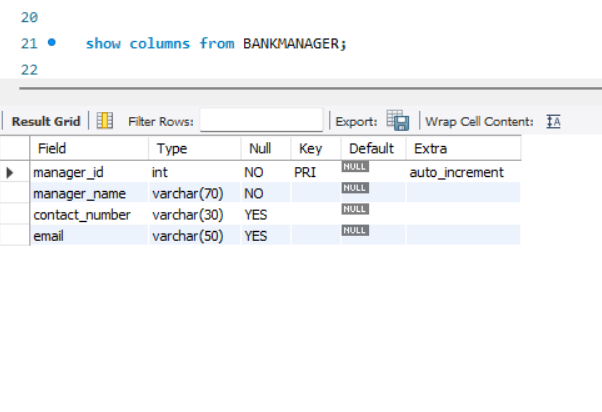 20
21 show columns from BANKMANAGER;
22
Result Grid Filter Rows: Export: Wrap Cell Content: IA
Field Type Null Key Default Extra
manager_id int NO PRI NULL auto_increment
manager_name varchar(70) NO NULL
contact_number varchar(30) YES NULL
email varchar(50) YES NULL